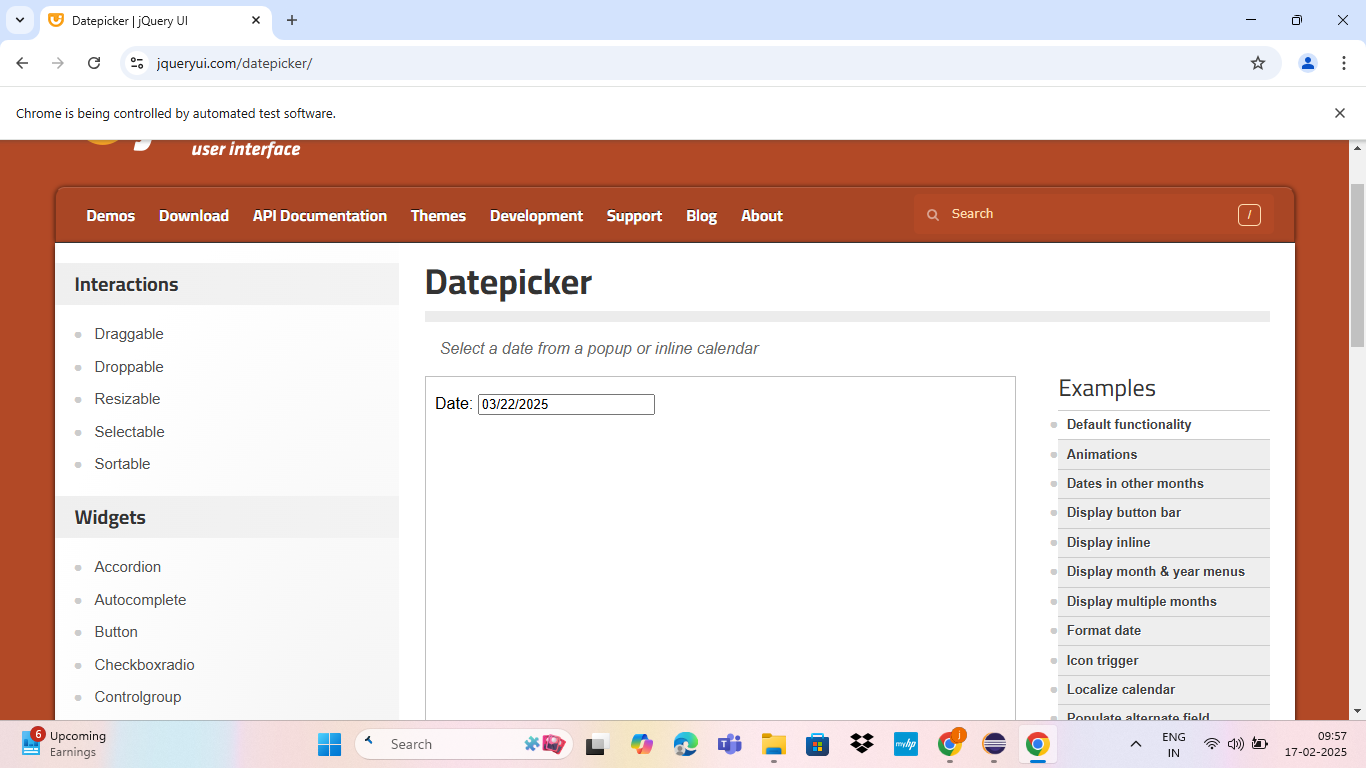 Datepicker | jQuery UI
jqueryui.com/datepicker/
Chrome is being controlled by automated test software.
user interface
Demos Download API Documentation Themes Development Support Blog About Search /
Interactions
Draggable
Droppable
Resizable
Selectable
Sortable
Widgets
Accordion
Autocomplete
Button
Checkboxradio
Controlgroup
Datepicker
Select a date from a popup or inline calendar
Date: 03/22/2025
Examples
Default functionality
Animations
Dates in other months
Display button bar
Display inline
Display month & year menus
Display multiple months
Format date
Icon trigger
Localize calendar
Populate alternate field
6 Upcoming
Earnings
Search
myhp
j
ENG
IN
09:57
17-02-2025